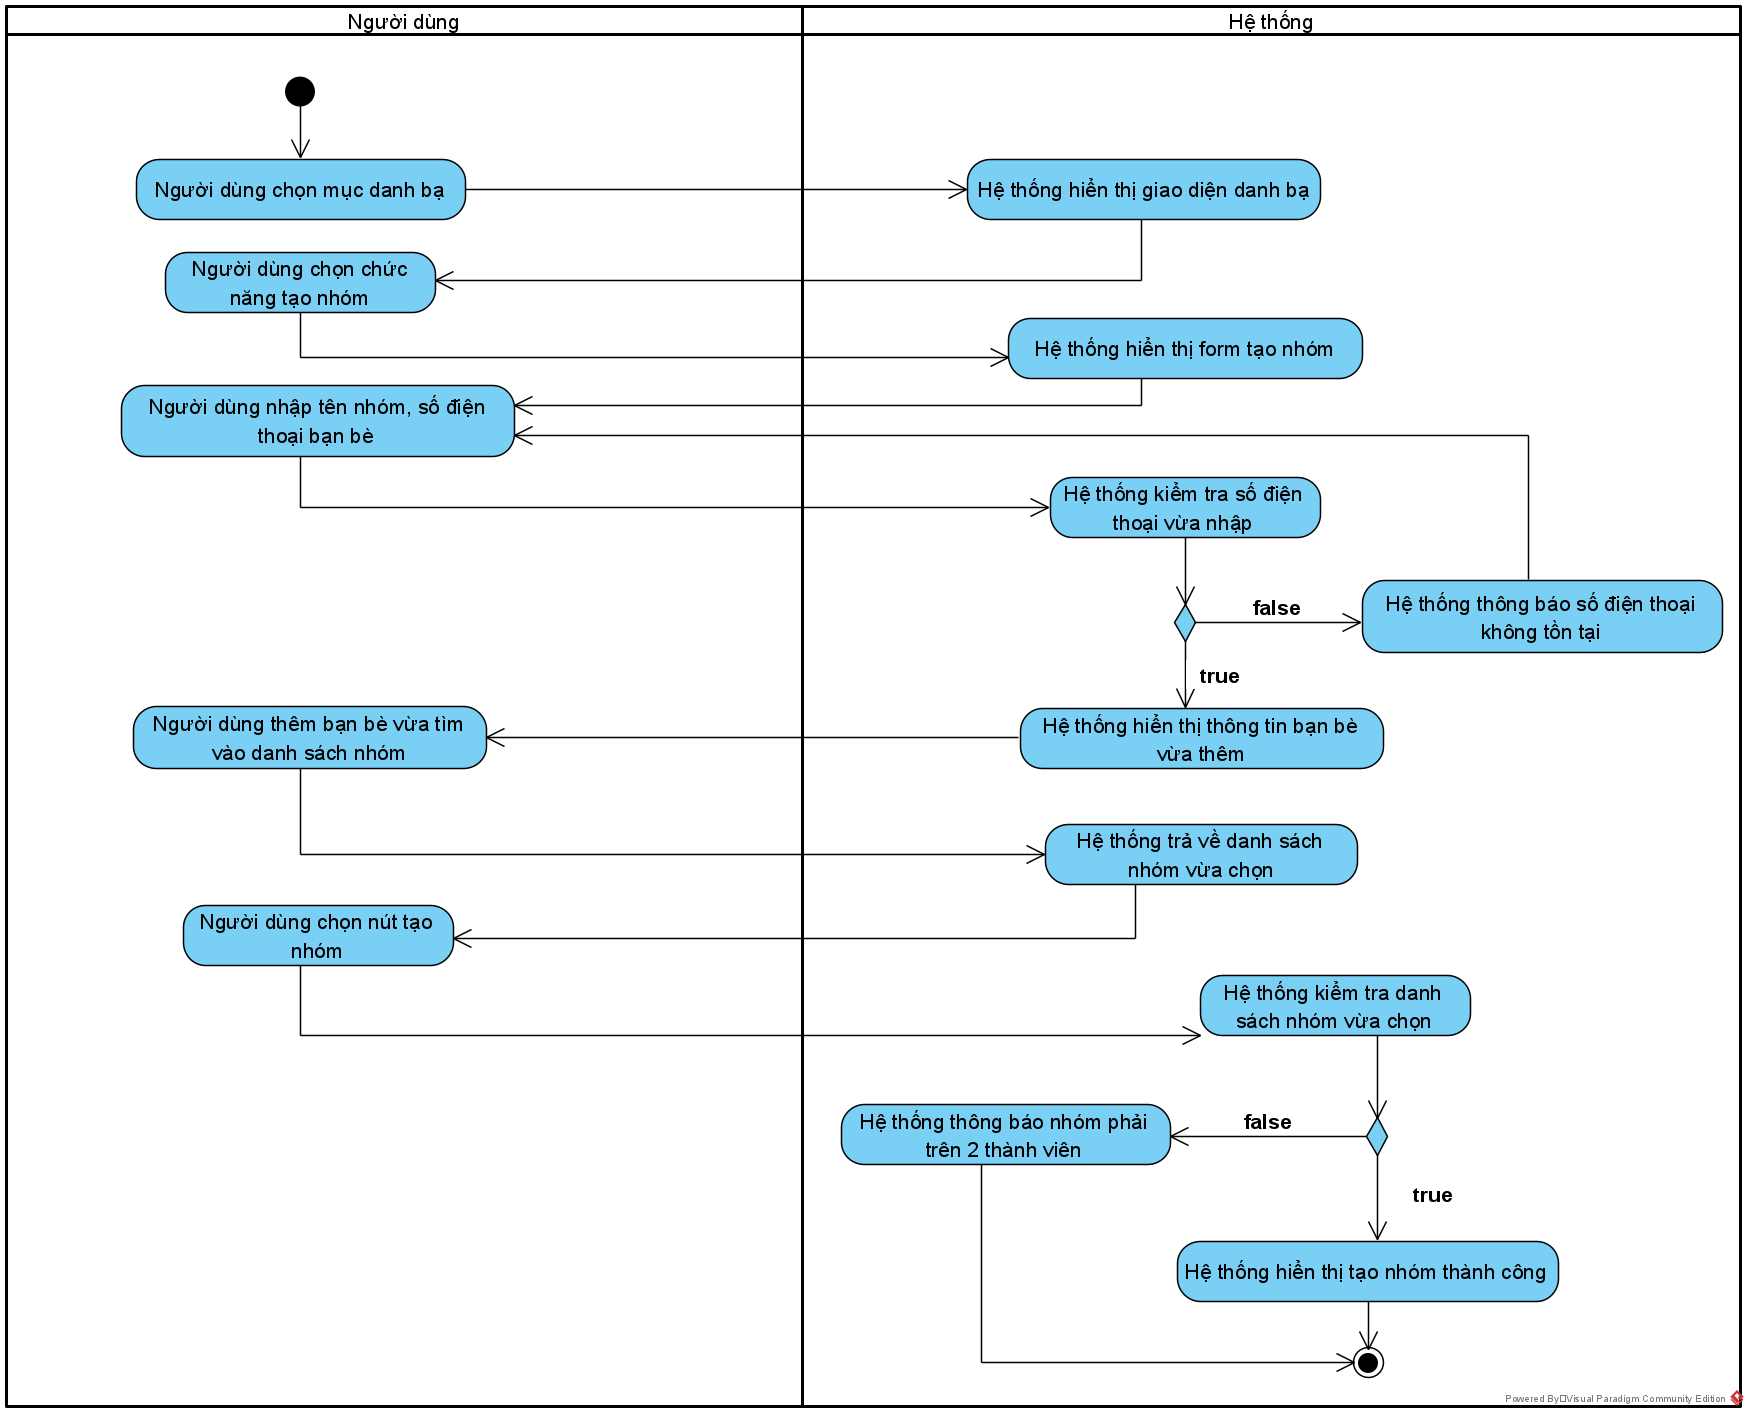 Người dùng
Hệ thống
Người dùng chọn mục danh bạ
Hệ thống hiển thị giao diện danh bạ
Người dùng chọn chức
năng tạo nhóm
Hệ thống hiển thị form tạo nhóm
Người dùng nhập tên nhóm, số điện
thoại bạn bè
Hệ thống kiểm tra số điện
thoại vừa nhập
false
Hệ thống thông báo số điện thoại
không tồn tại
true
Người dùng thêm bạn bè vừa tìm
vào danh sách nhóm
Hệ thống hiển thị thông tin bạn bè
vừa thêm
Hệ thống trả về danh sách
nhóm vừa chọn
Người dùng chọn nút tạo
nhóm
Hệ thống kiểm tra danh
sách nhóm vừa chọn
Hệ thống thông báo nhóm phải
trên 2 thành viên
false
true
Hệ thống hiển thị tạo nhóm thành công
Powered By Visual Paradigm Community Edition